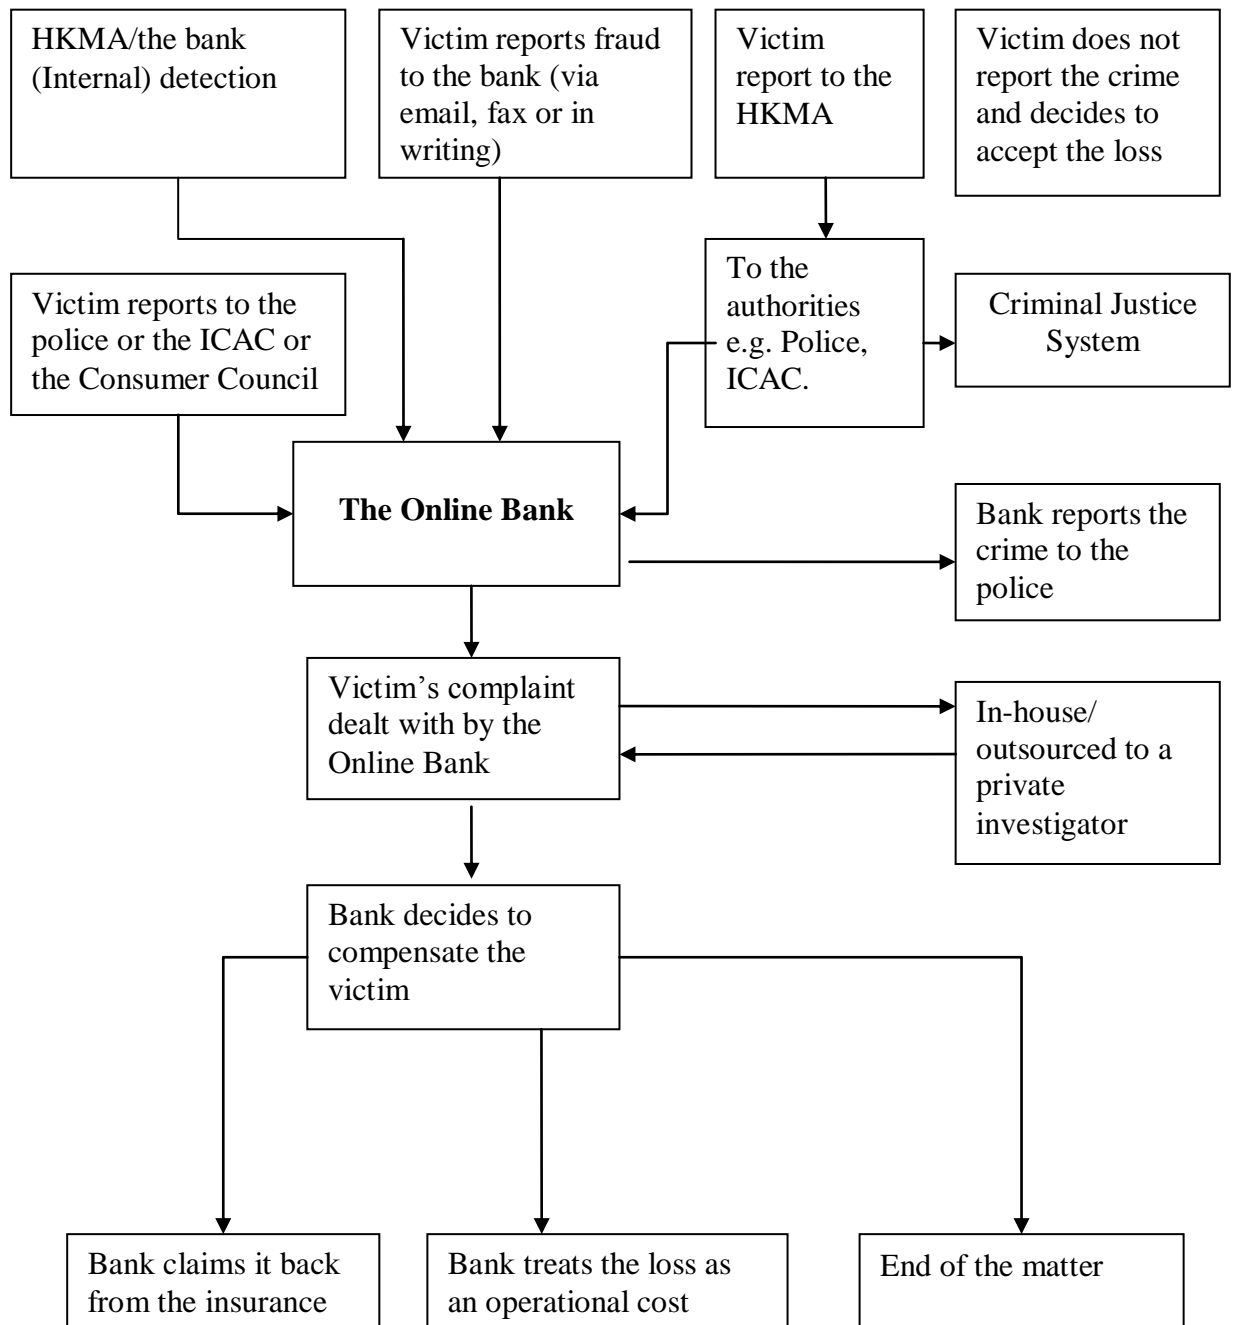 HKMA/the bank
(Internal) detection
Victim reports fraud
to the bank (via
email, fax or in
writing)
Victim
report to the
HKMA
Victim does not
report the crime
and decides to
accept the loss
Victim reports to the
police or the ICAC or
the Consumer Council
To the
authorities
e.g. Police,
ICAC.
Criminal Justice
System
The Online Bank
Bank reports the
crime to the
police
Victim’s complaint
dealt with by the
Online Bank
In-house/
outsourced to a
private
investigator
Bank decides to
compensate the
victim
Bank claims it back
from the insurance
Bank treats the loss as
an operational cost
End of the matter